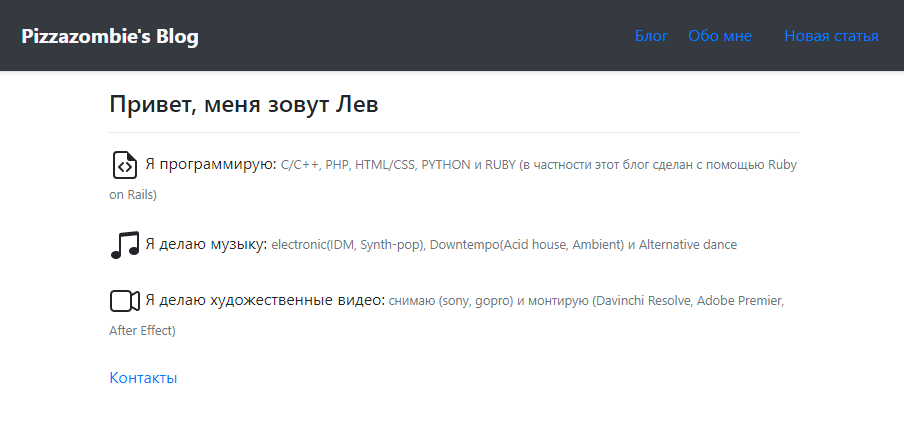 Pizzazombie's Blog
Блог Обо мне Новая статья
Привет, меня зовут Лев
Я программирую: C/C++, PHP, HTML/CSS, PYTHON и RUBY (в частности этот блог сделан с помощью Ruby
on Rails)
Я делаю музыку: electronic(IDM, Synth-pop), Downtempo(Acid house, Ambient) и Alternative dance
Я делаю художественные видео: снимаю (sony, gopro) и монтирую (Davinchi Resolve, Adobe Premier,
After Effect)
Контакты